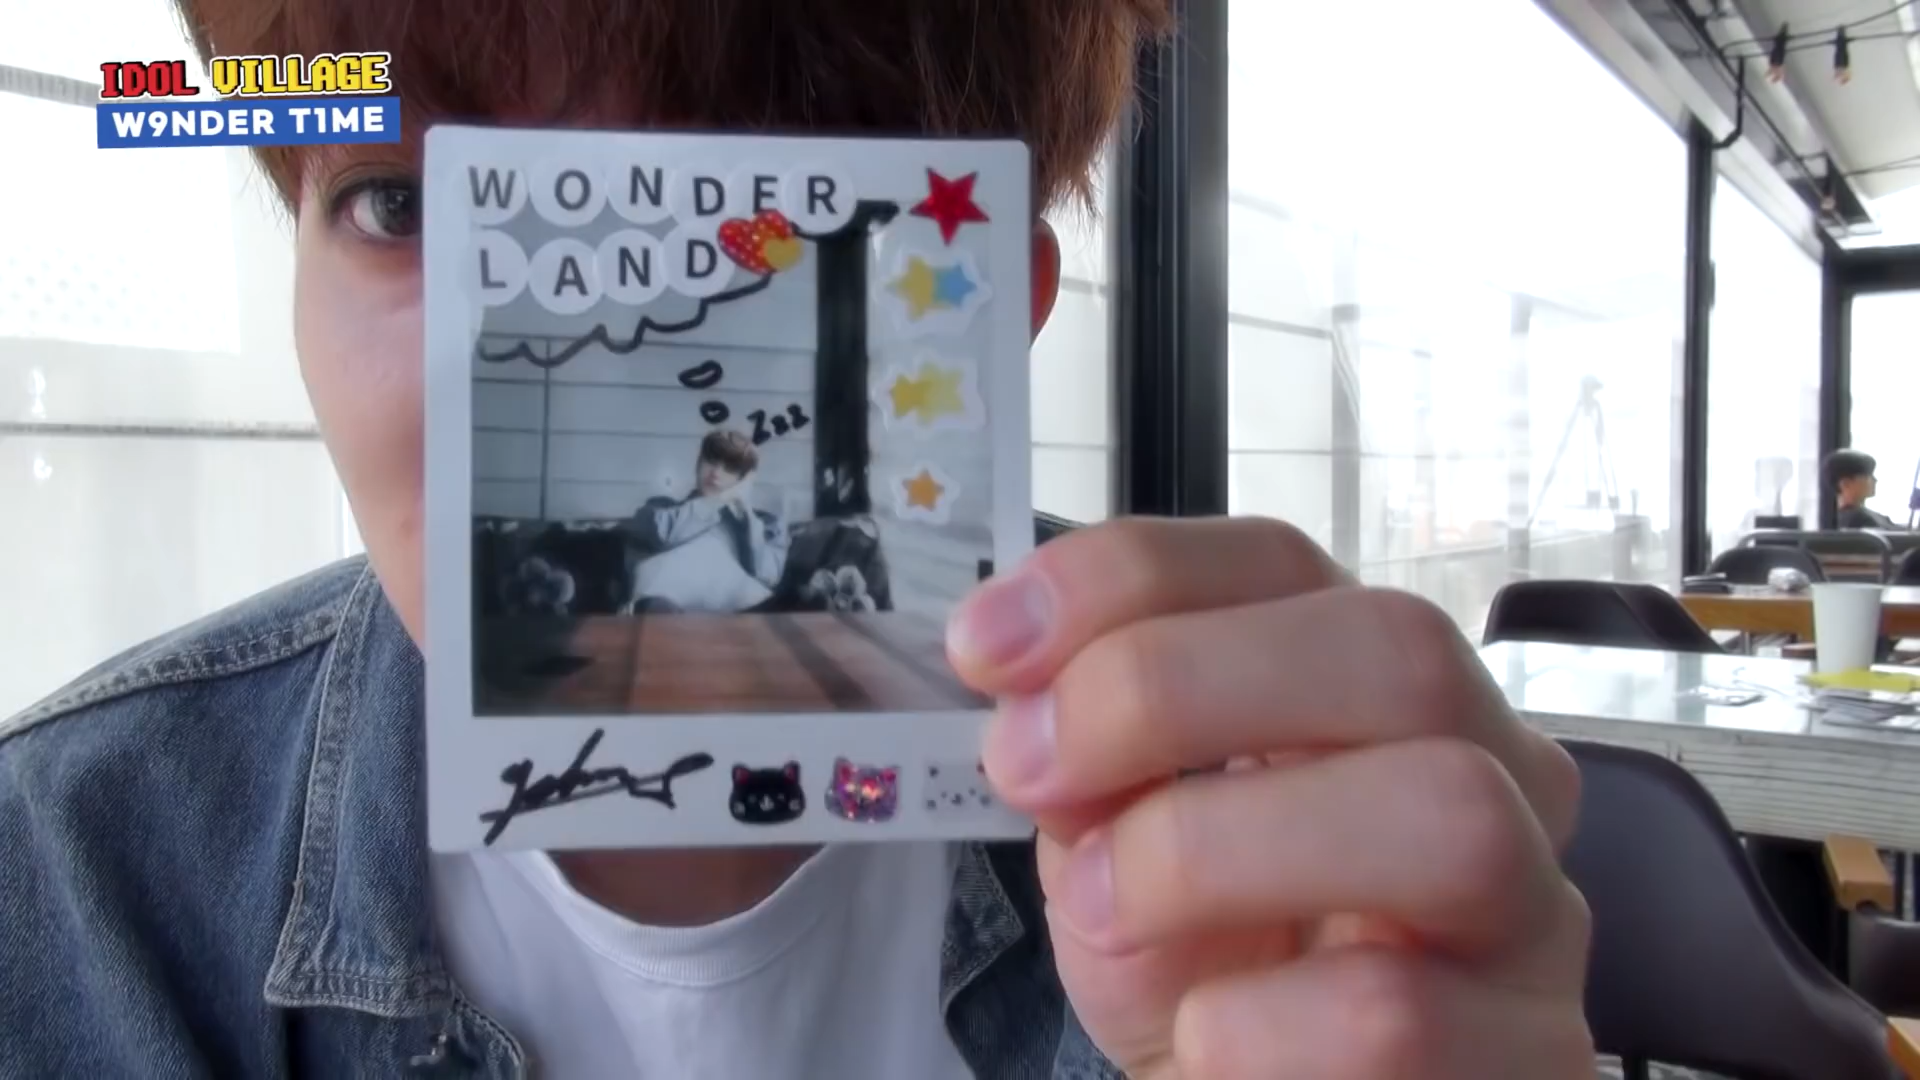 IDOL VILLAGE
W9NDER T1ME
WONDER
LAND
Zzz